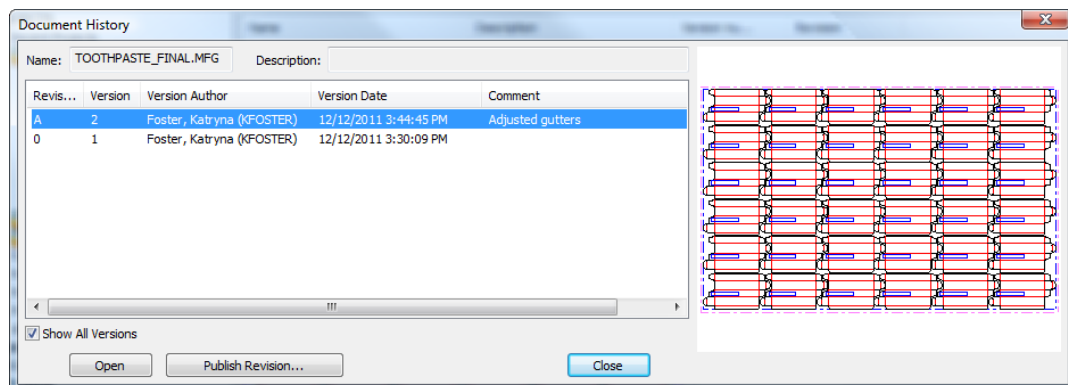 Document History
Name: TOOTHPASTE_FINAL.MFG Description:
Revis... Version Version Author Version Date Comment
A 2 Foster, Katryna (KFOSTER) 12/12/2011 3:44:45 PM Adjusted gutters
0 1 Foster, Katryna (KFOSTER) 12/12/2011 3:30:09 PM
Show All Versions
Open Publish Revision... Close